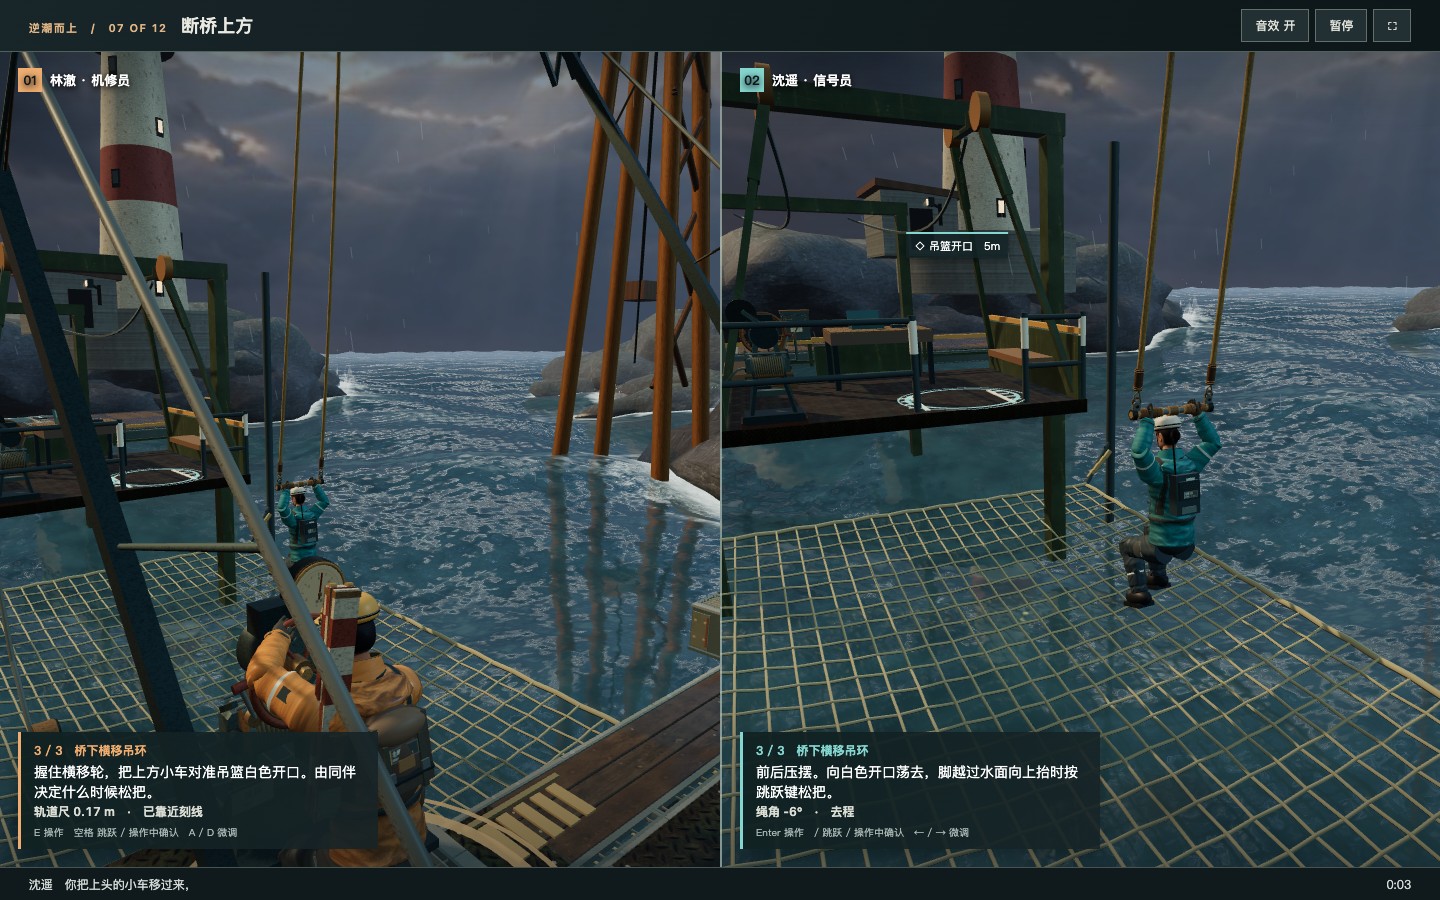 逆潮而上 / 07 OF 12 断桥上方
音效 开
暂停
01 林澈 · 机修员
02 沈遥 · 信号员
◇ 吊篮开口 5m
3 / 3 桥下横移吊环
握住横移轮，把上方小车对准吊篮白色开口。由同伴
决定什么时候松把。
轨道尺 0.17 m · 已靠近刻线
E 操作 空格 跳跃 / 操作中确认 A / D 微调
3 / 3 桥下横移吊环
前后压摆。向白色开口荡去，脚越过水面向上抬时按
跳跃键松把。
绳角 -6° · 去程
Enter 操作 / 跳跃 / 操作中确认 ← / → 微调
沈遥 你把上头的小车移过来，
0:03